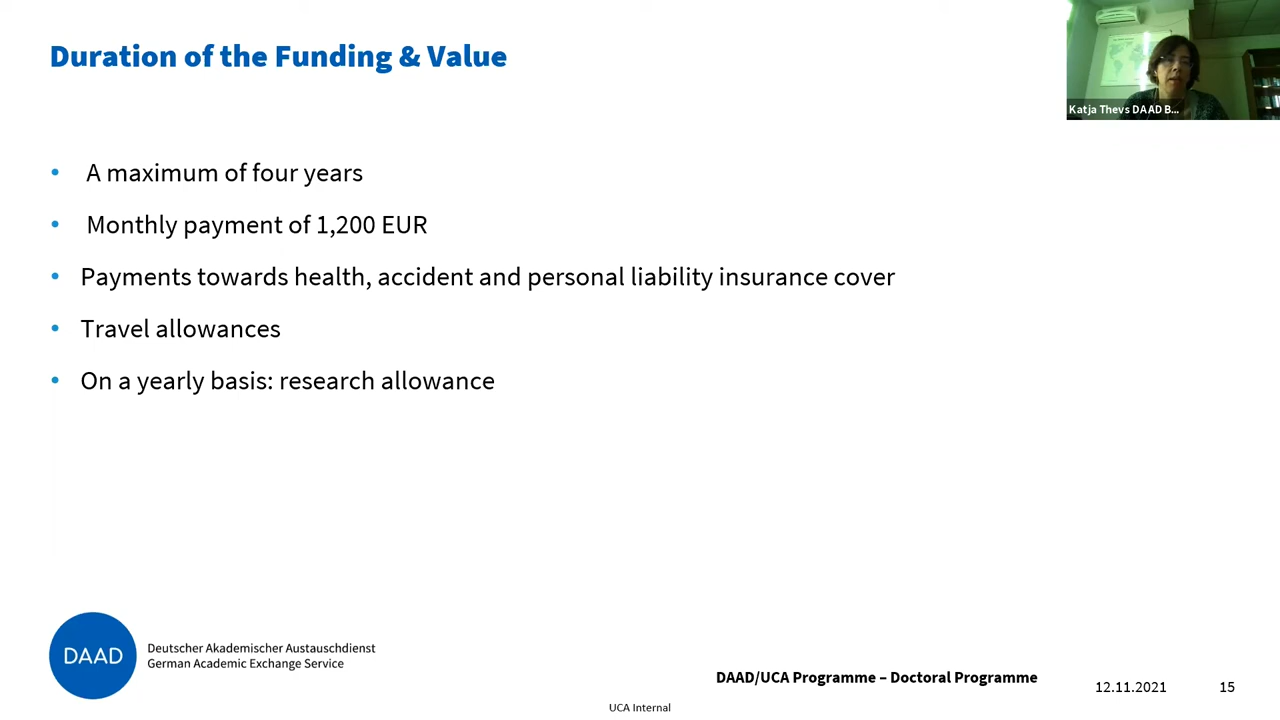 Duration of the Funding & Value
Katja Thevs DAAD B...
• A maximum of four years
• Monthly payment of 1,200 EUR
• Payments towards health, accident and personal liability insurance cover
• Travel allowances
• On a yearly basis: research allowance
DAAD
Deutscher Akademischer Austauschdienst
German Academic Exchange Service
DAAD/UCA Programme – Doctoral Programme
12.11.2021
15
UCA Internal